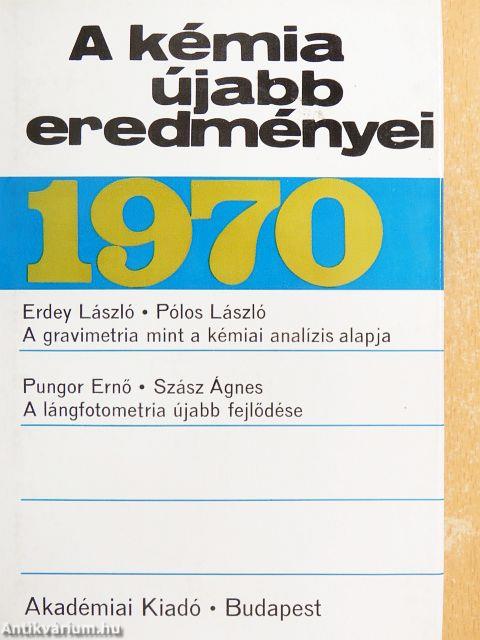 A kémia
újabb
eredményei
1970
Erdey László • Pólos László
A gravimetria mint a kémiai analízis alapja
Pungor Ernő • Szász Ágnes
A lángfotometria újabb fejlődése
Akadémiai Kiadó • Budapest
Antikvárium.hu